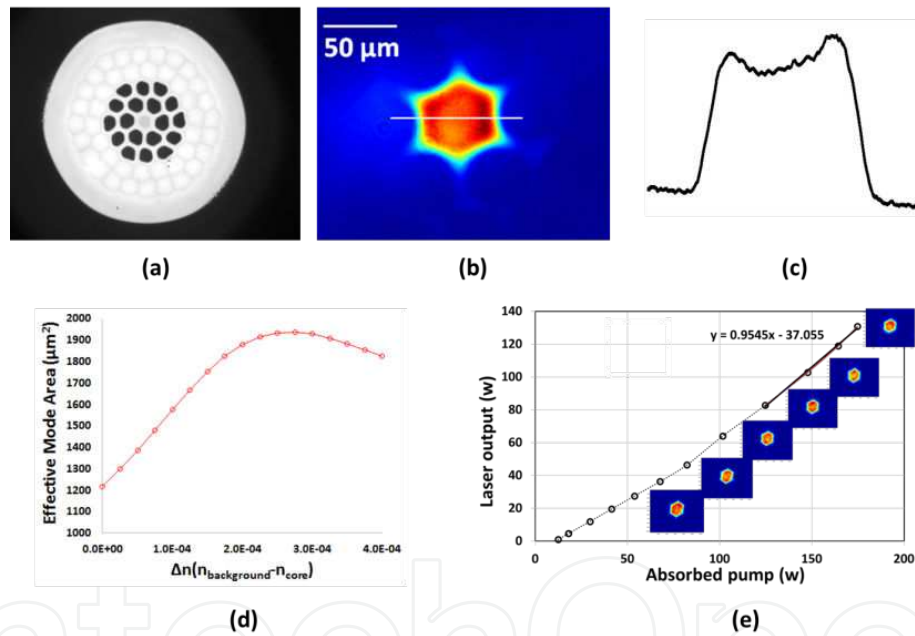 50 μm
(a)
(b)
(c)
2000
1900
1800
1700
1600
1500
1400
1300
1200
1100
1000
Effective Mode Area (μm²)
0.0E+00
1.0E-04
2.0E-04
3.0E-04
4.0E-04
Δn(n_background-n_core)
(d)
140
120
100
80
60
40
20
0
Laser output (w)
y = 0.9545x - 37.055
0
50
100
150
200
Absorbed pump (w)
(e)